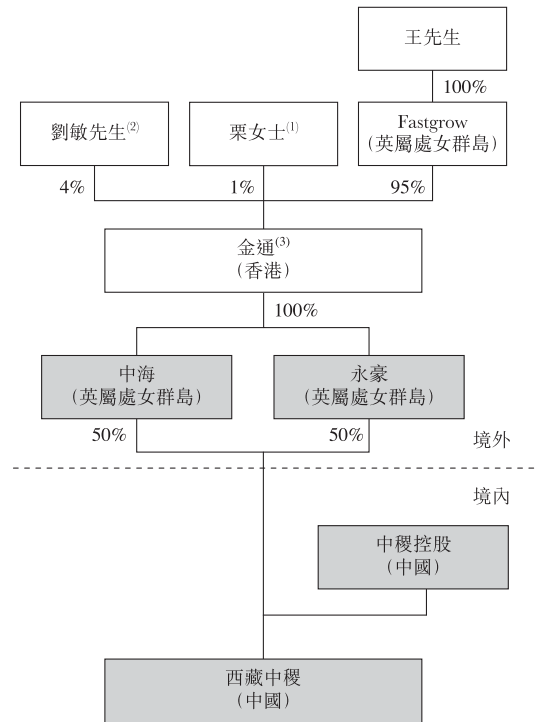 王先生
100%
劉敏先生(2)
栗女士(1)
Fastgrow
(英屬處女群島)
4%
1%
95%
金通(3)
(香港)
100%
中海
(英屬處女群島)
永豪
(英屬處女群島)
50%
50%
境外
境內
中稷控股
(中國)
西藏中稷
(中國)